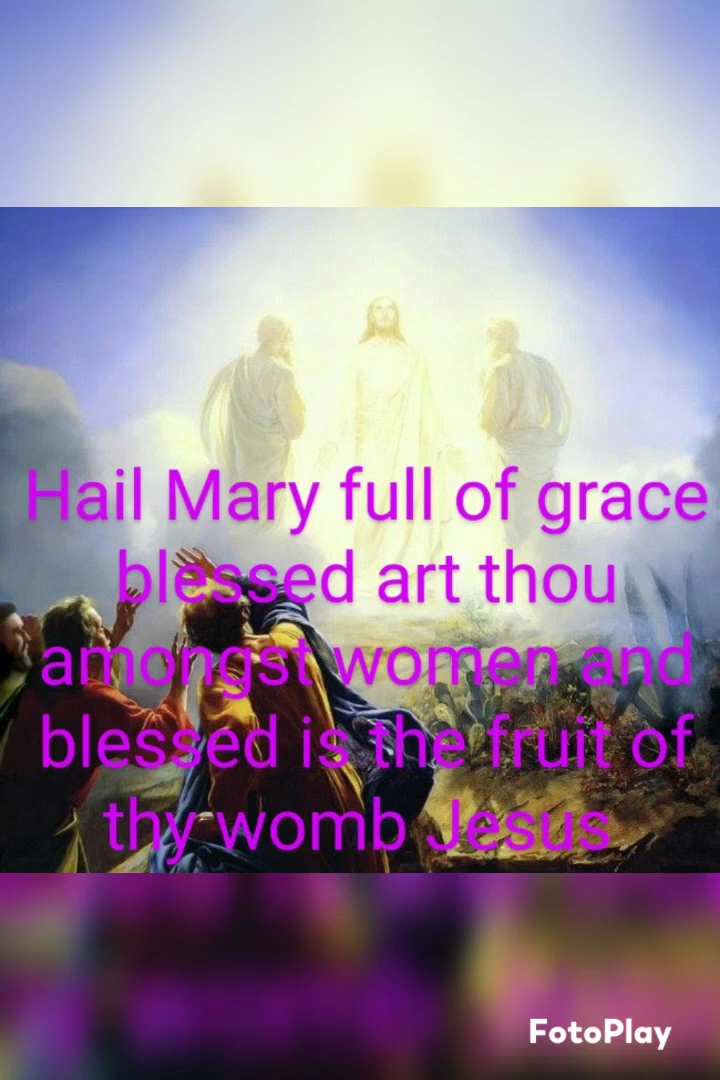 Hail Mary full of grace
blessed art thou
amongst women and
blessed is the fruit of
thy womb Jesus
FotoPlay